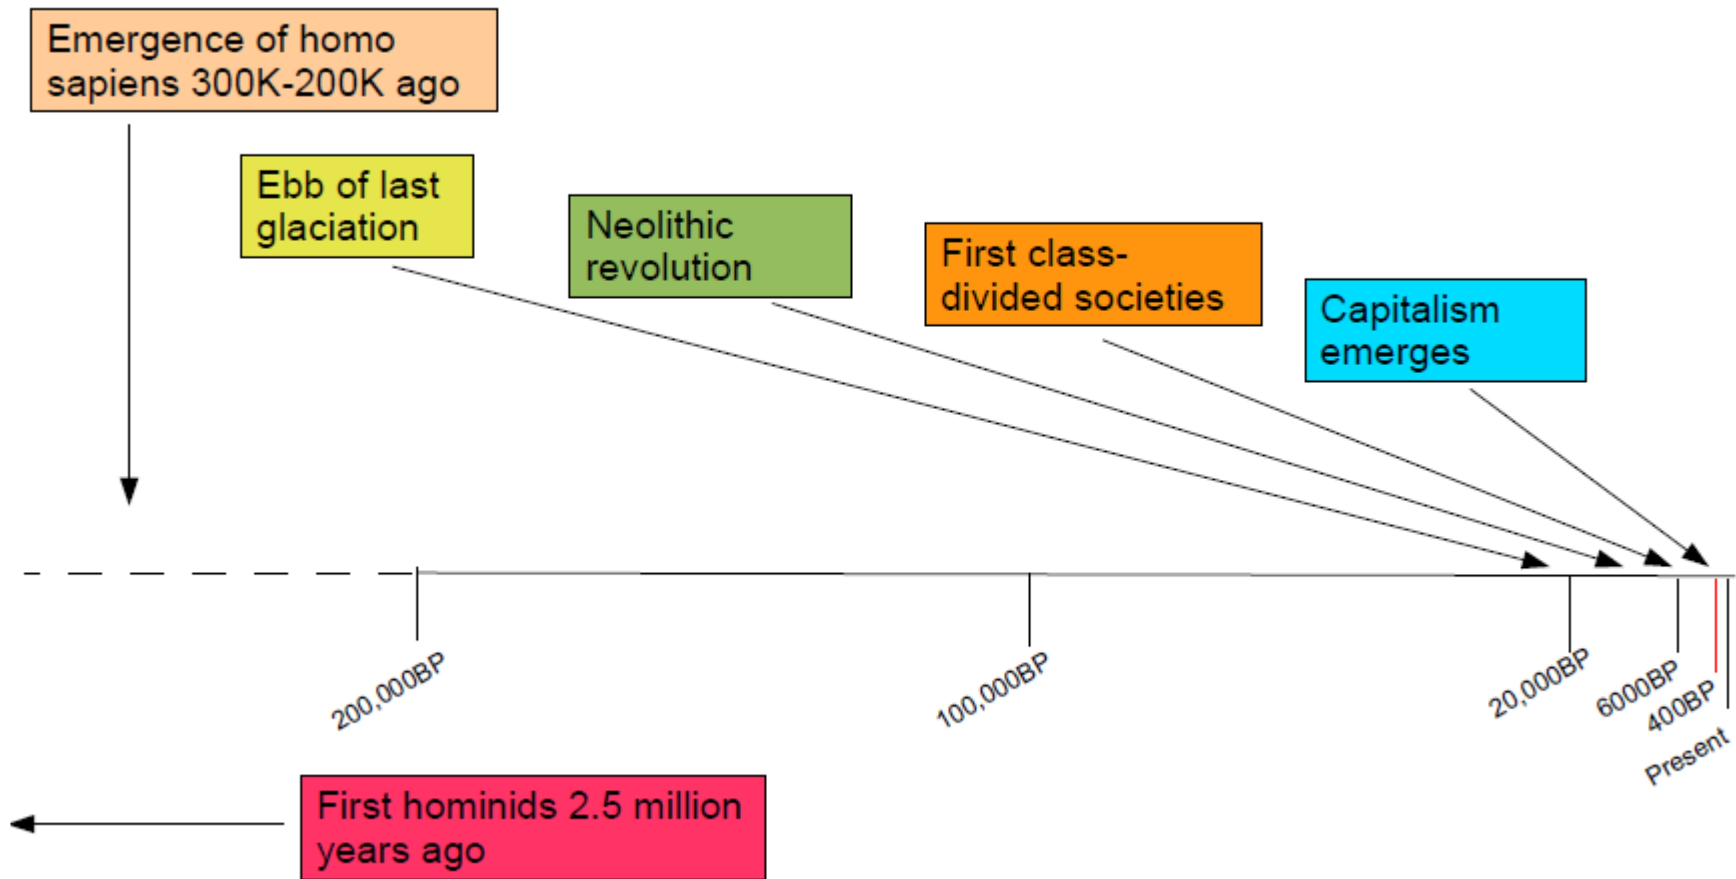 Emergence of homo
sapiens 300K-200K ago
Ebb of last
glaciation
Neolithic
revolution
First class-
divided societies
Capitalism
emerges
200,000BP
100,000BP
20,000BP
6000BP
400BP
Present
First hominids 2.5 million
years ago